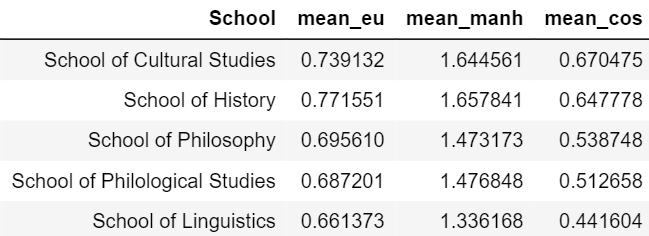 School mean_eu mean_manh mean_cos
School of Cultural Studies 0.739132 1.644561 0.670475
School of History 0.771551 1.657841 0.647778
School of Philosophy 0.695610 1.473173 0.538748
School of Philological Studies 0.687201 1.476848 0.512658
School of Linguistics 0.661373 1.336168 0.441604